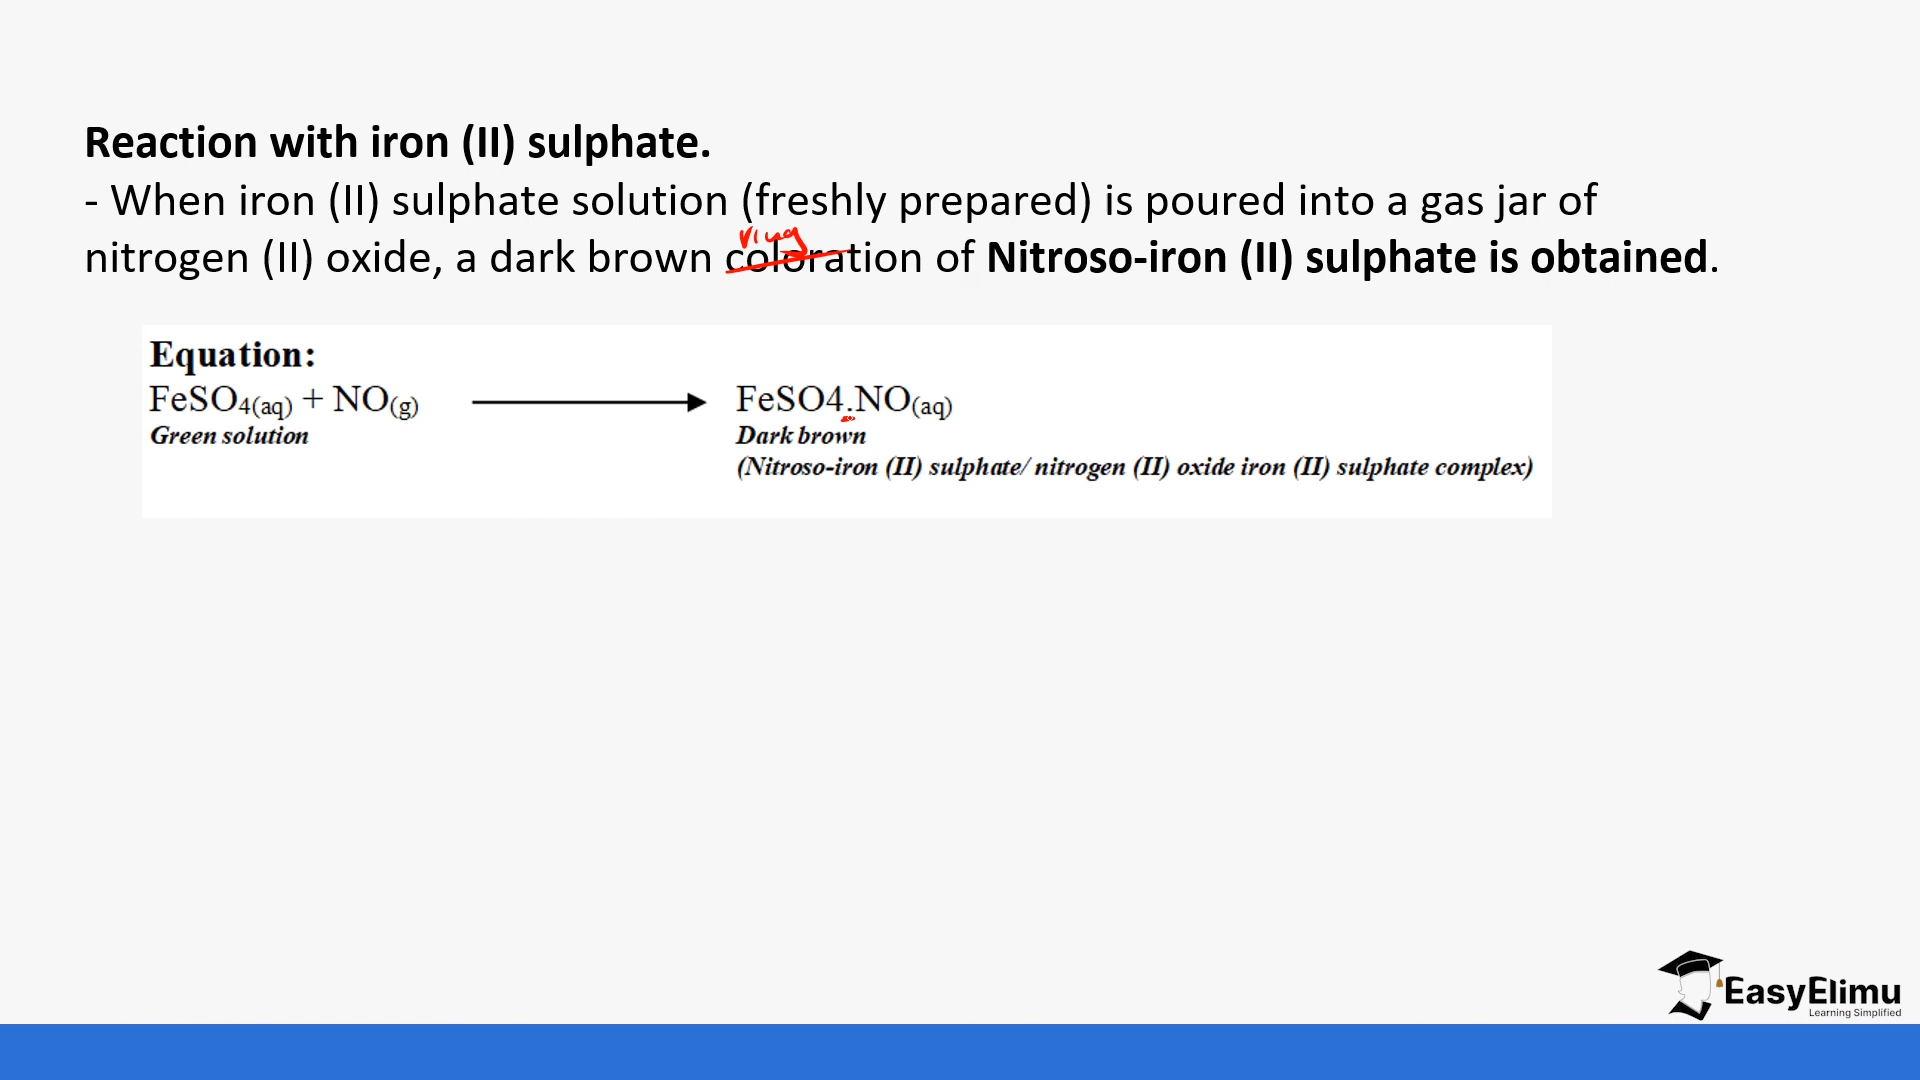 Reaction with iron (II) sulphate.
- When iron (II) sulphate solution (freshly prepared) is poured into a gas jar of
ring
nitrogen (II) oxide, a dark brown coloration of Nitroso-iron (II) sulphate is obtained.
Equation:
FeSO4(aq) + NO(g) → FeSO4.NO(aq)
Green solution Dark brown
(Nitroso-iron (II) sulphate/ nitrogen (II) oxide iron (II) sulphate complex)
EasyElimu
Learning Simplified